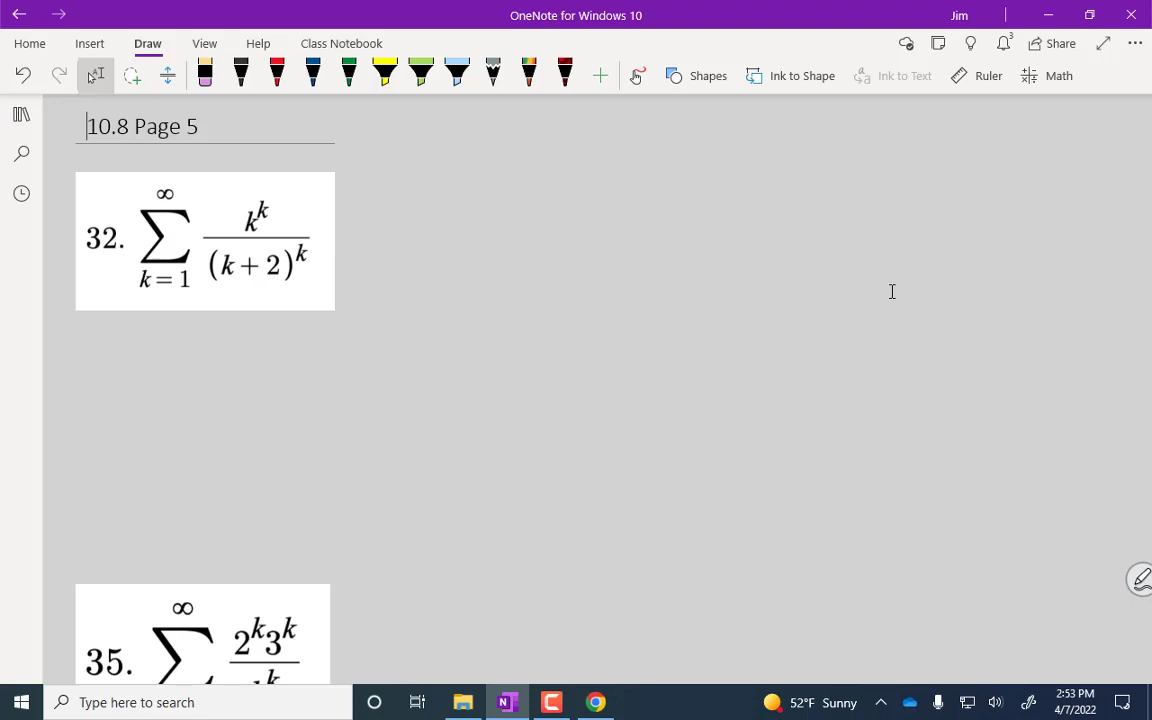 OneNote for Windows 10
Jim
Home Insert Draw View Help Class Notebook
Share
Shapes Ink to Shape Ink to Text Ruler Math
10.8 Page 5
32. ∞ ∑ k = 1 k^k / (k + 2)^k
35. ∞ ∑ 2^k 3^k
Type here to search
52°F Sunny
2:53 PM
4/7/2022